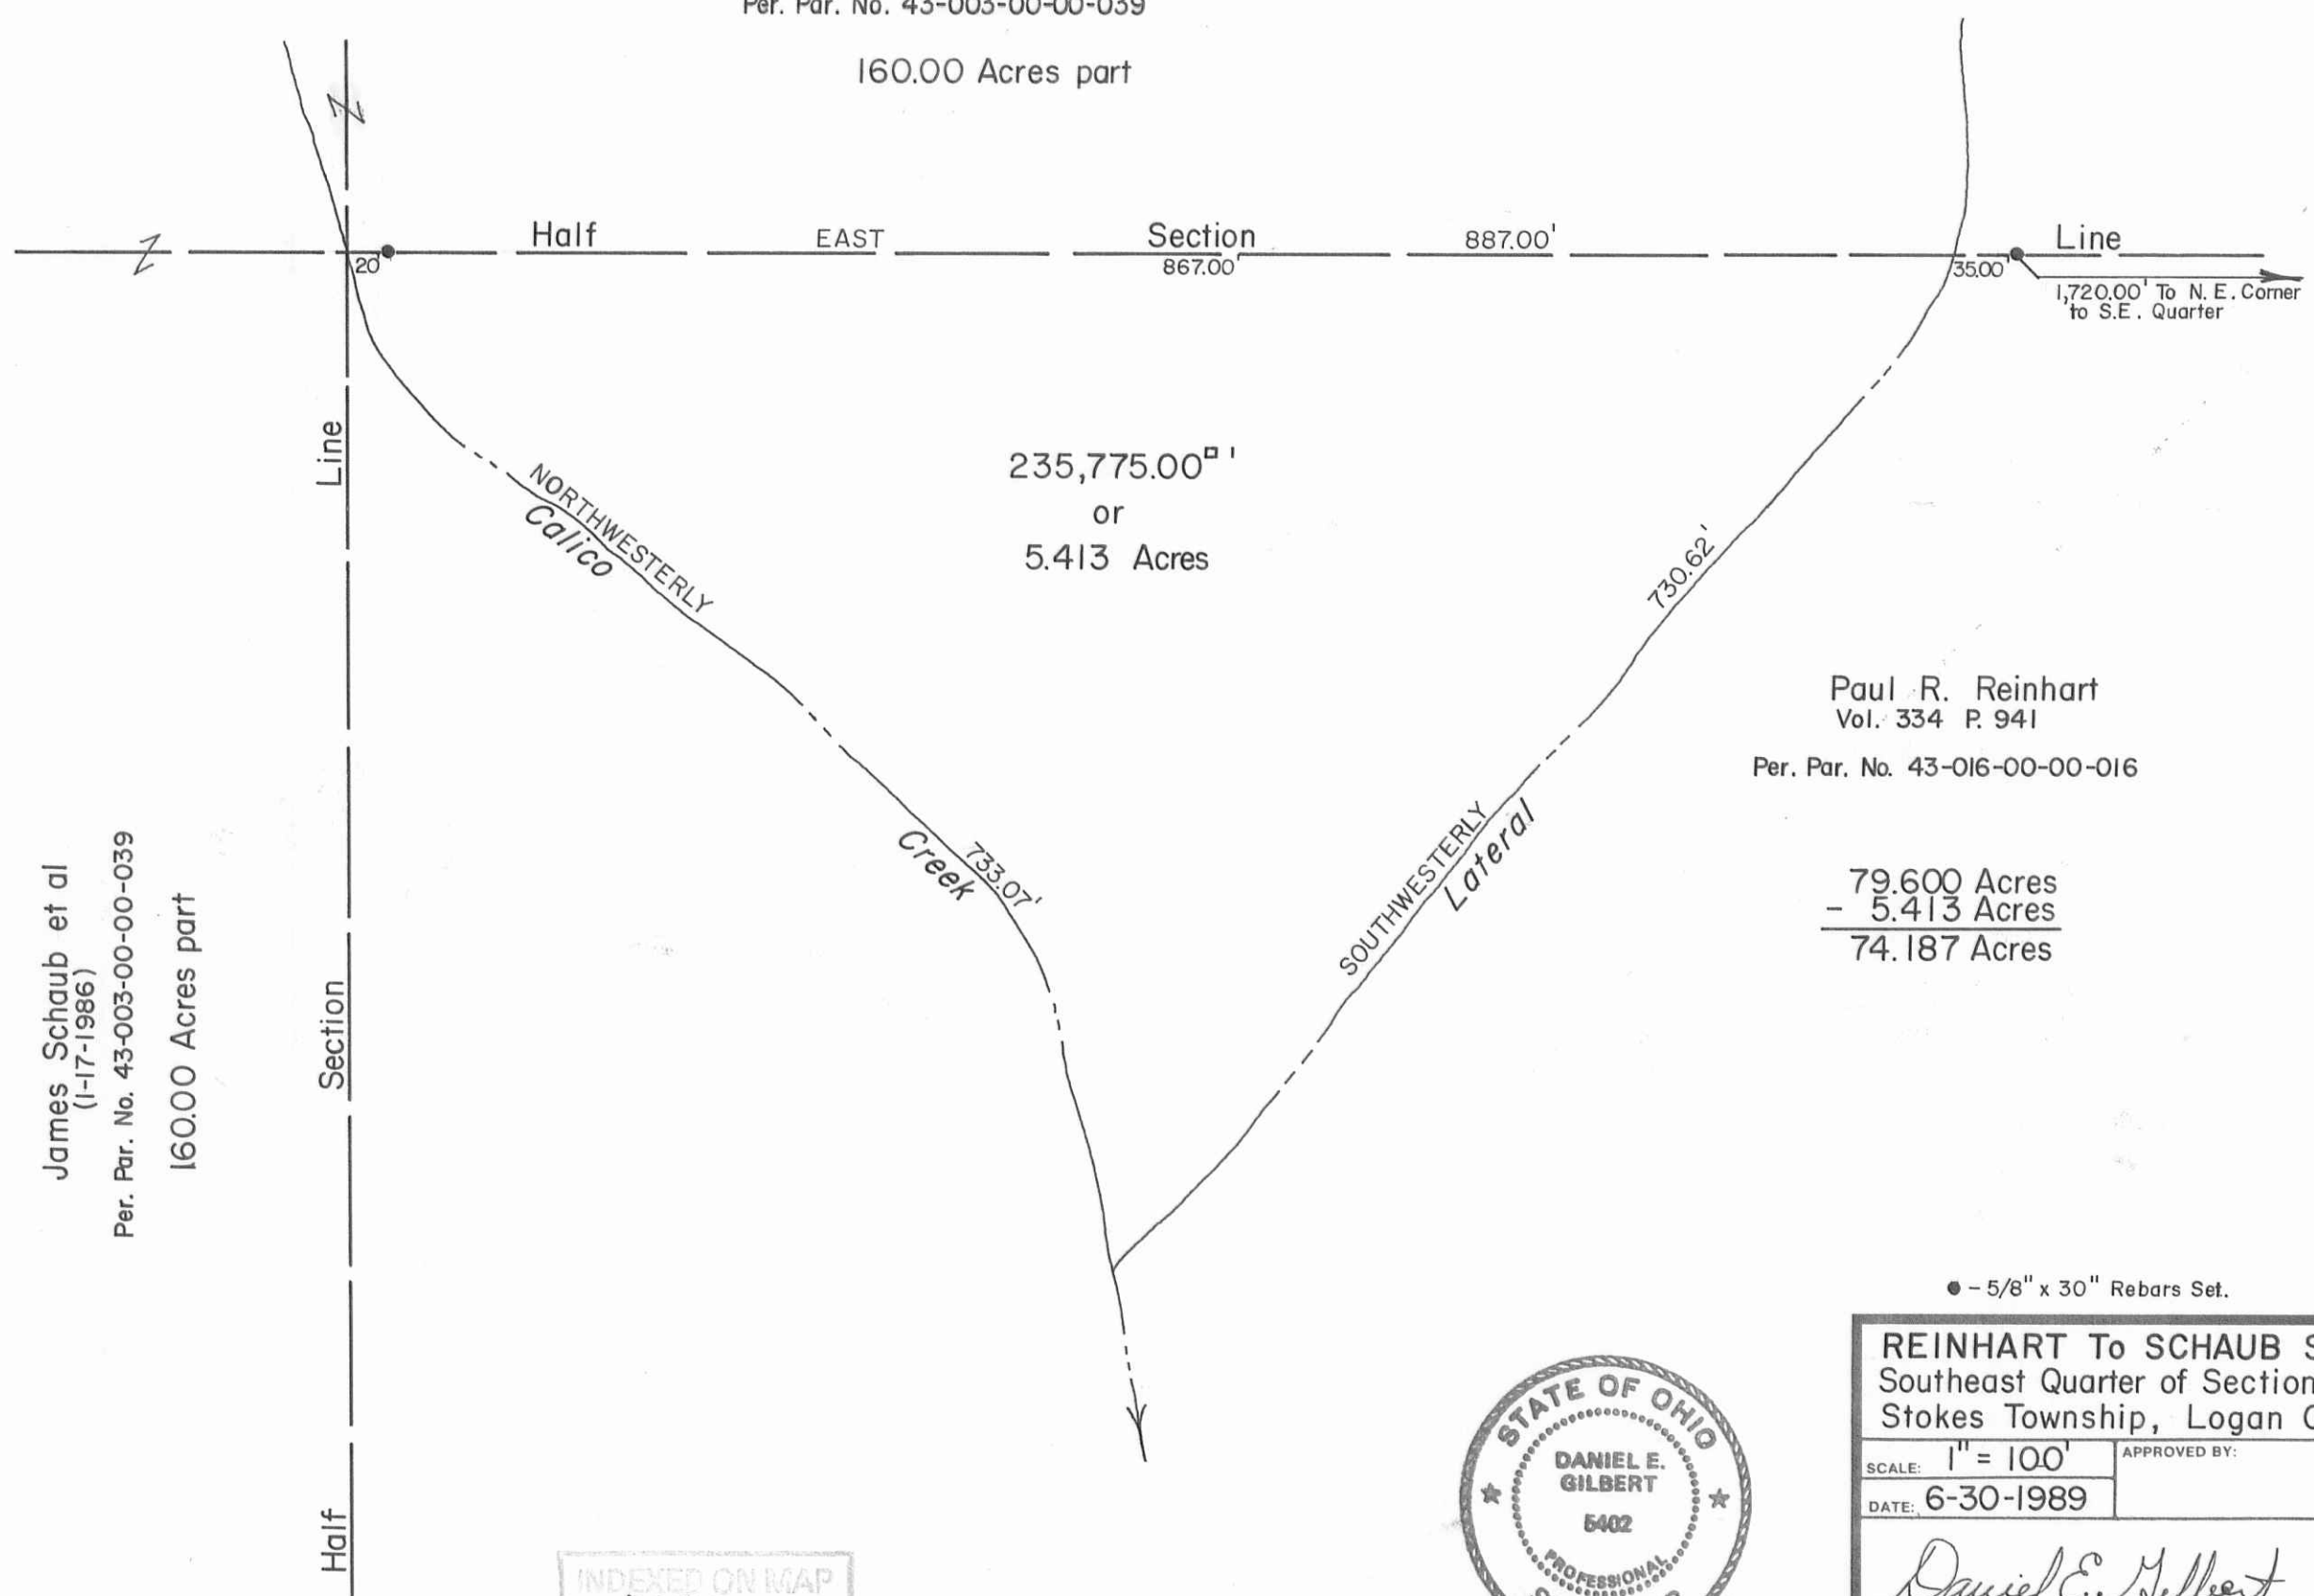 Per. Par. No. 43-003-00-00-039
160.00 Acres part
Half EAST Section 887.00' Line
20' 867.00' 35.00'
1,720.00' To N. E. Corner
to S.E. Quarter
Line
Section
Half
NORTHWESTERLY
Calico
Creek
733.07'
235,775.00□'
or
5.413 Acres
730.62'
SOUTHWESTERLY
Lateral
Paul R. Reinhart
Vol. 334 P. 941
Per. Par. No. 43-016-00-00-016
79.600 Acres
- 5.413 Acres
74.187 Acres
James Schaub et al
(1-17-1986)
Per. Par. No. 43-003-00-00-039
160.00 Acres part
● - 5/8" x 30" Rebars Set.
REINHART To SCHAUB S
Southeast Quarter of Section
Stokes Township, Logan
SCALE: 1" = 100'
APPROVED BY:
DATE: 6-30-1989
Daniel E. Gilbert
STATE OF OHIO
DANIEL E.
GILBERT
5402
PROFESSIONAL
INDEXED ON MAP